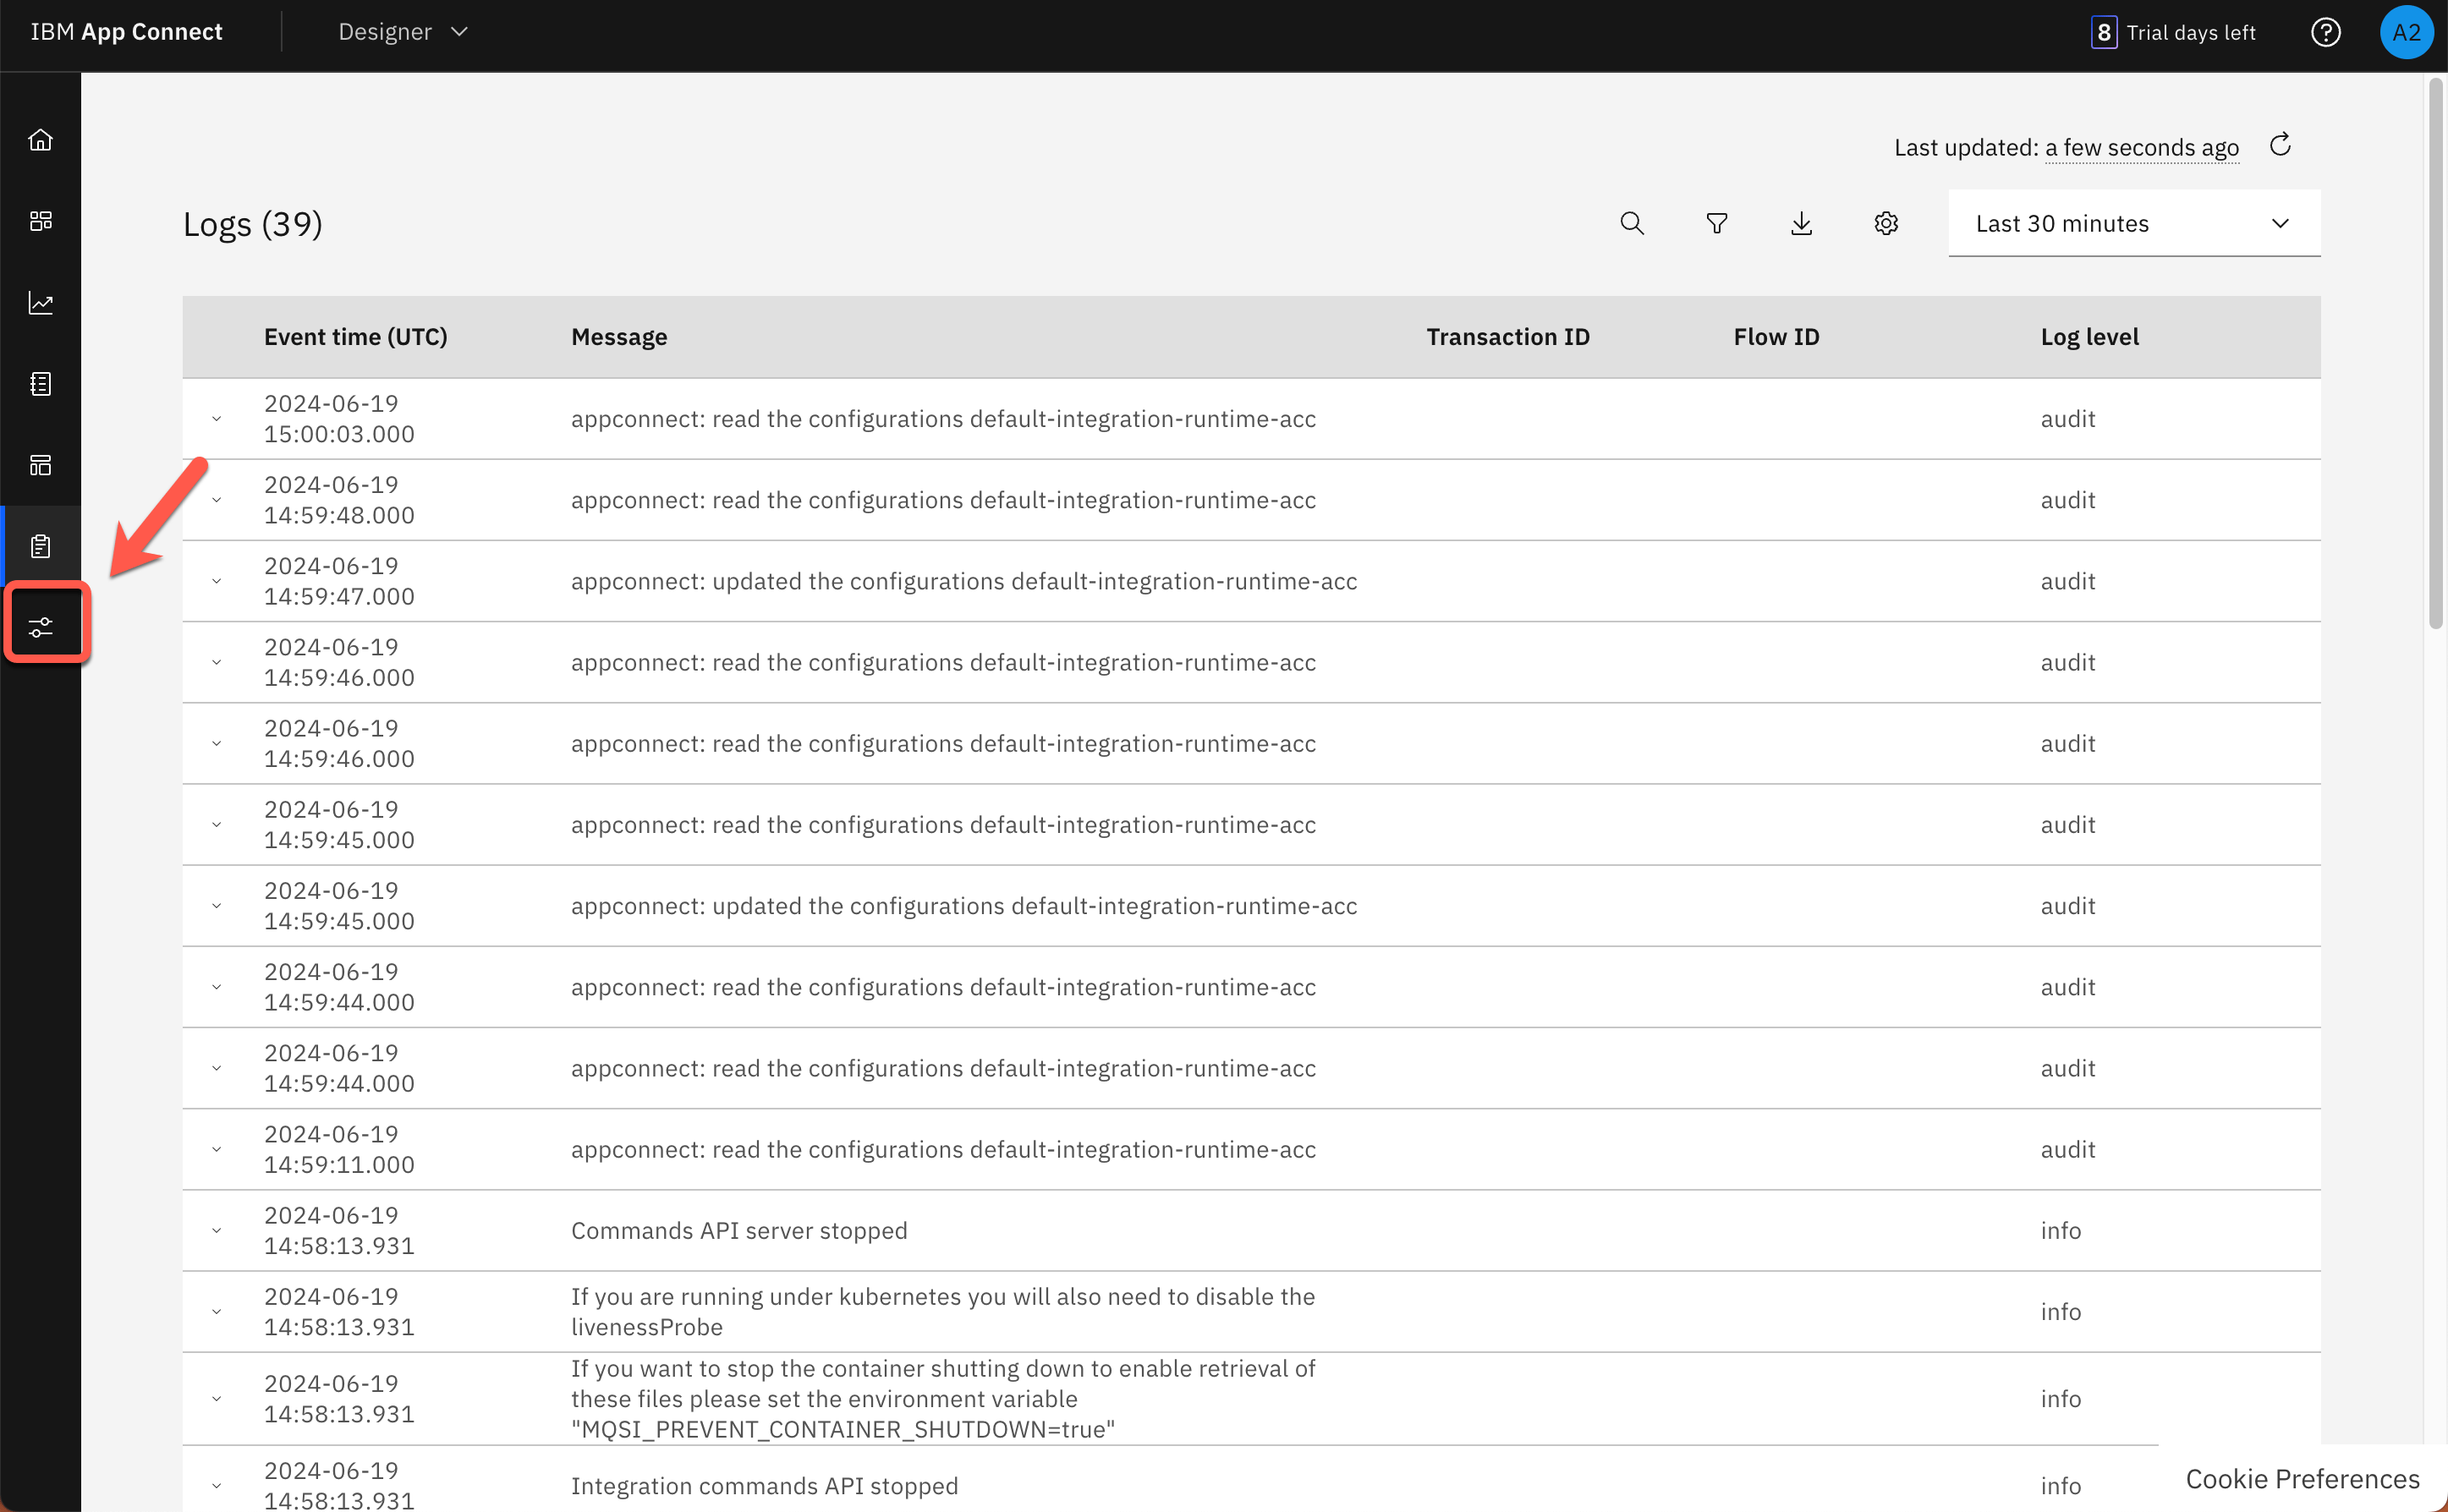 IBM App Connect
Designer
8 Trial days left
A2
Last updated: a few seconds ago
Logs (39)
Last 30 minutes
Event time (UTC) Message Transaction ID Flow ID Log level
2024-06-19
15:00:03.000
appconnect: read the configurations default-integration-runtime-acc
audit
2024-06-19
14:59:48.000
appconnect: read the configurations default-integration-runtime-acc
audit
2024-06-19
14:59:47.000
appconnect: updated the configurations default-integration-runtime-acc
audit
2024-06-19
14:59:46.000
appconnect: read the configurations default-integration-runtime-acc
audit
2024-06-19
14:59:46.000
appconnect: read the configurations default-integration-runtime-acc
audit
2024-06-19
14:59:45.000
appconnect: read the configurations default-integration-runtime-acc
audit
2024-06-19
14:59:45.000
appconnect: updated the configurations default-integration-runtime-acc
audit
2024-06-19
14:59:44.000
appconnect: read the configurations default-integration-runtime-acc
audit
2024-06-19
14:59:44.000
appconnect: read the configurations default-integration-runtime-acc
audit
2024-06-19
14:59:11.000
appconnect: read the configurations default-integration-runtime-acc
audit
2024-06-19
14:58:13.931
Commands API server stopped
info
2024-06-19
14:58:13.931
If you are running under kubernetes you will also need to disable the
livenessProbe
info
2024-06-19
14:58:13.931
If you want to stop the container shutting down to enable retrieval of
these files please set the environment variable
"MQSI_PREVENT_CONTAINER_SHUTDOWN=true"
info
2024-06-19
14:58:13.931
Integration commands API stopped
info
Cookie Preferences